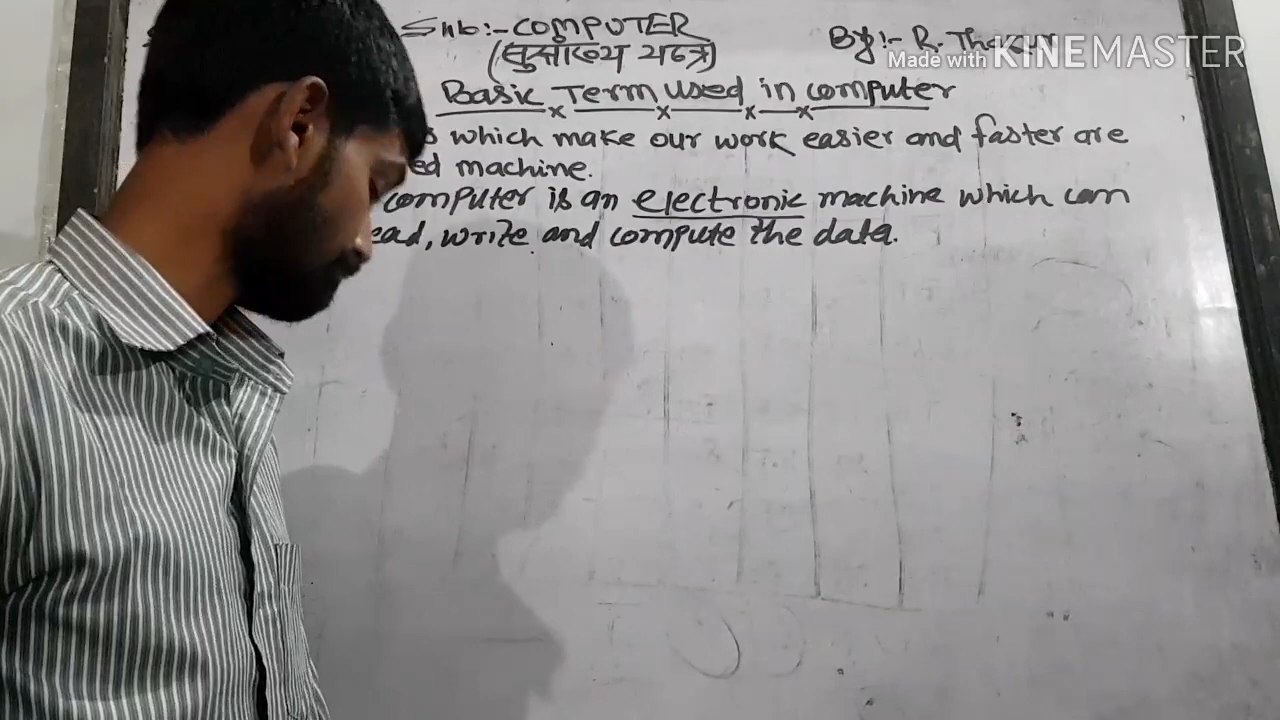 Sub:- COMPUTER
By:- R. Thakur
Made with KINEMASTER
Basic Term used in computer
which make our work easier and faster are
machine.
computer is an electronic machine which can
write and compute the data.